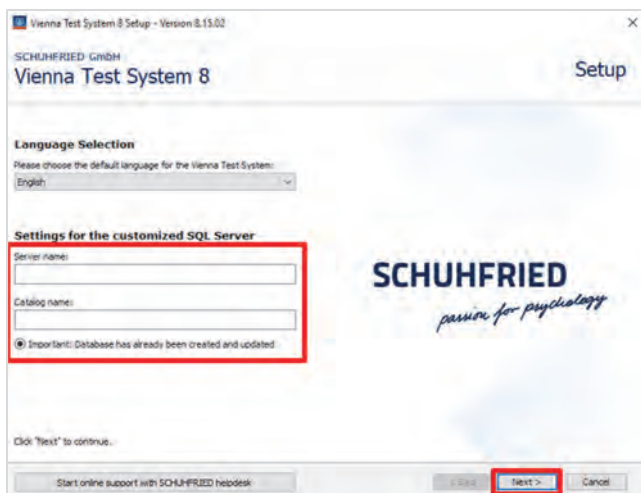 Vienna Test System 8 Setup - Version 8.15.02
SCHUHFRIED GmbH
Vienna Test System 8
Setup
Language Selection
Please choose the default language for the Vienna Test System:
English
Settings for the customized SQL Server
Server name:
Catalog name:
Important: Database has already been created and updated
SCHUHFRIED
passion for psychology
Click "Next" to continue.
Start online support with SCHUHFRIED helpdesk
< Back
Next >
Cancel